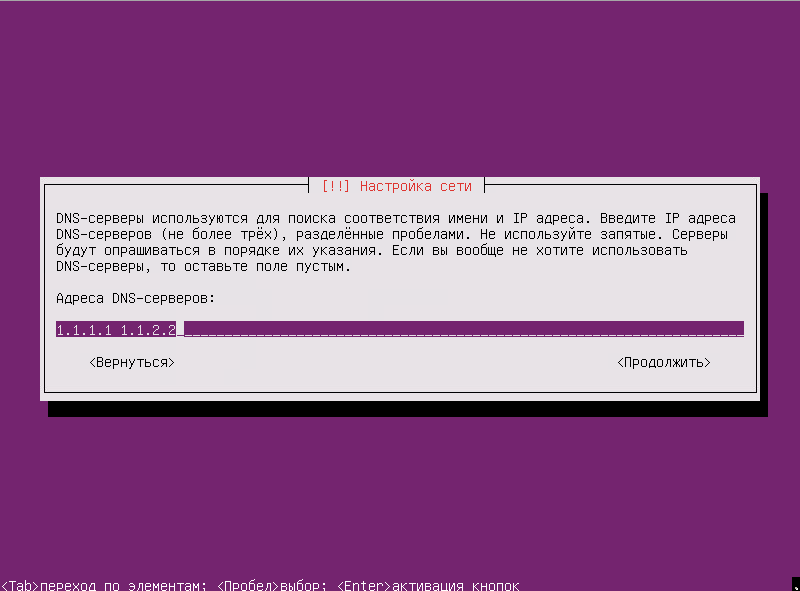 [!!] Настройка сети
DNS-серверы используются для поиска соответствия имени и IP адреса. Введите IP адреса
DNS-серверов (не более трёх), разделённые пробелами. Не используйте запятые. Серверы
будут опрашиваться в порядке их указания. Если вы вообще не хотите использовать
DNS-серверы, то оставьте поле пустым.
Адреса DNS-серверов:
1.1.1.1 1.1.2.2
<Вернуться> <Продолжить>
<Tab>переход по элементам; <Пробел>выбор; <Enter>активация кнопок